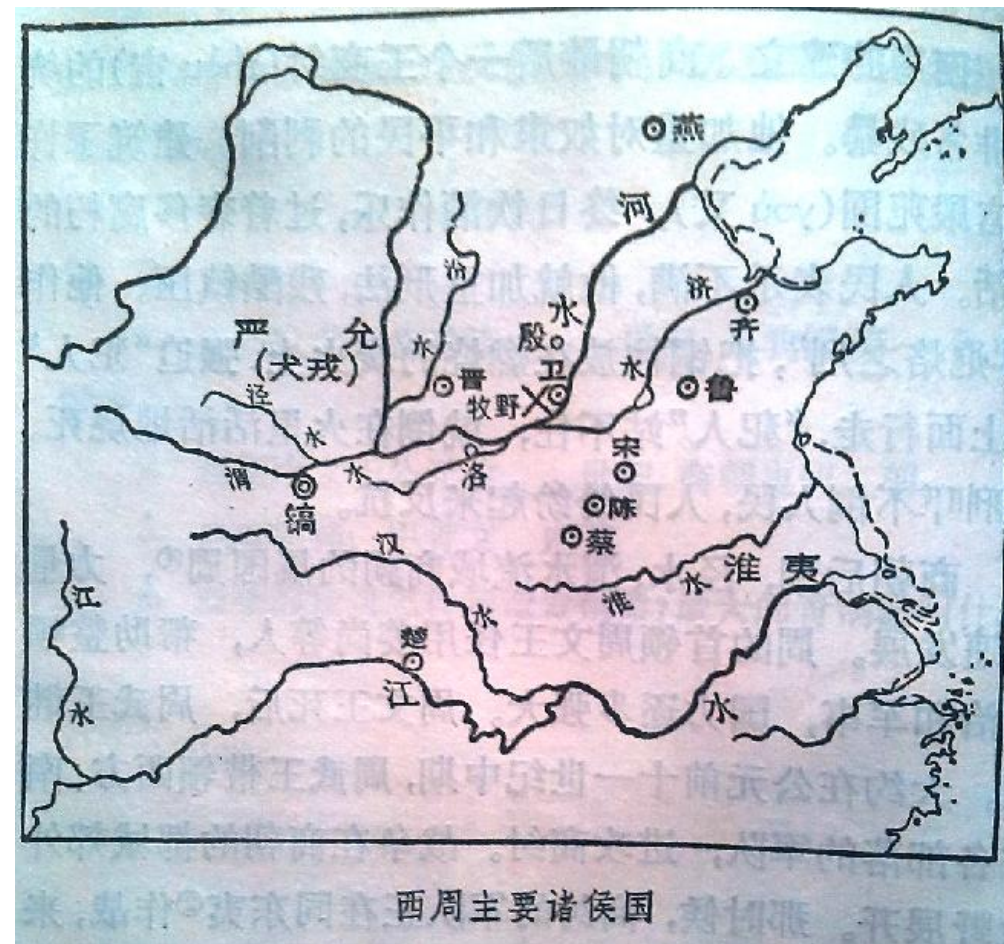 燕
河
水
汾
水
济
水
齐
严 允
(犬戎)
殷
卫
牧野
晋
鲁
泾
水
渭
水
洛
镐
宋
陈
蔡
汉
水
淮
水
淮 夷
江
水
楚
江
水
西周主要诸侯国